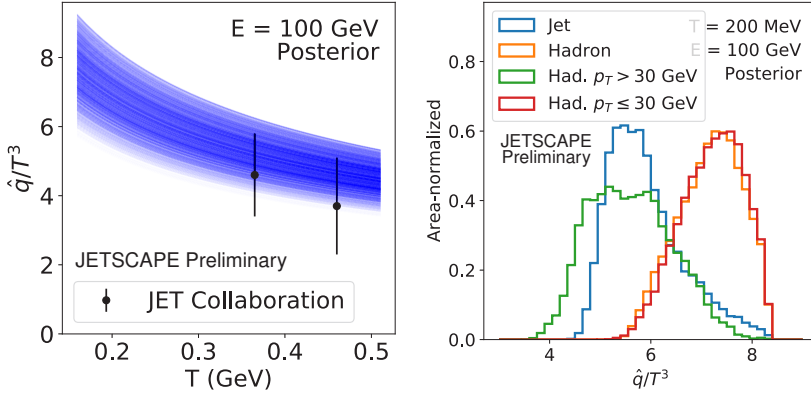 E = 100 GeV
Posterior
8
6
4
2
0
q̂/T³
JETSCAPE Preliminary
JET Collaboration
0.2
0.3
0.4
0.5
T (GeV)
Jet
Hadron
Had. p_T > 30 GeV
Had. p_T ≤ 30 GeV
T = 200 MeV
E = 100 GeV
Posterior
JETSCAPE
Preliminary
Area-normalized
0.6
0.4
0.2
0.0
4
6
8
q̂/T³